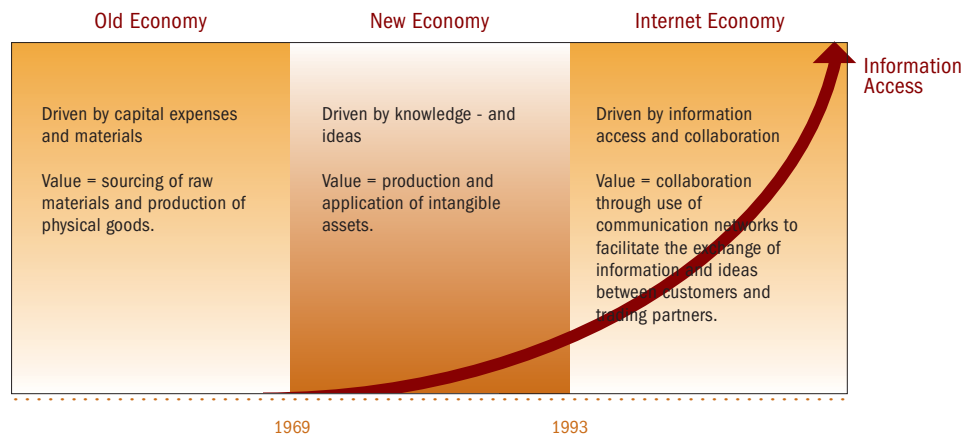 Old Economy
New Economy
Internet Economy
Information
Access
Driven by capital expenses
and materials
Value = sourcing of raw
materials and production of
physical goods.
Driven by knowledge - and
ideas
Value = production and
application of intangible
assets.
Driven by information
access and collaboration
Value = collaboration
through use of
communication networks to
facilitate the exchange of
information and ideas
between customers and
trading partners.
1969
1993